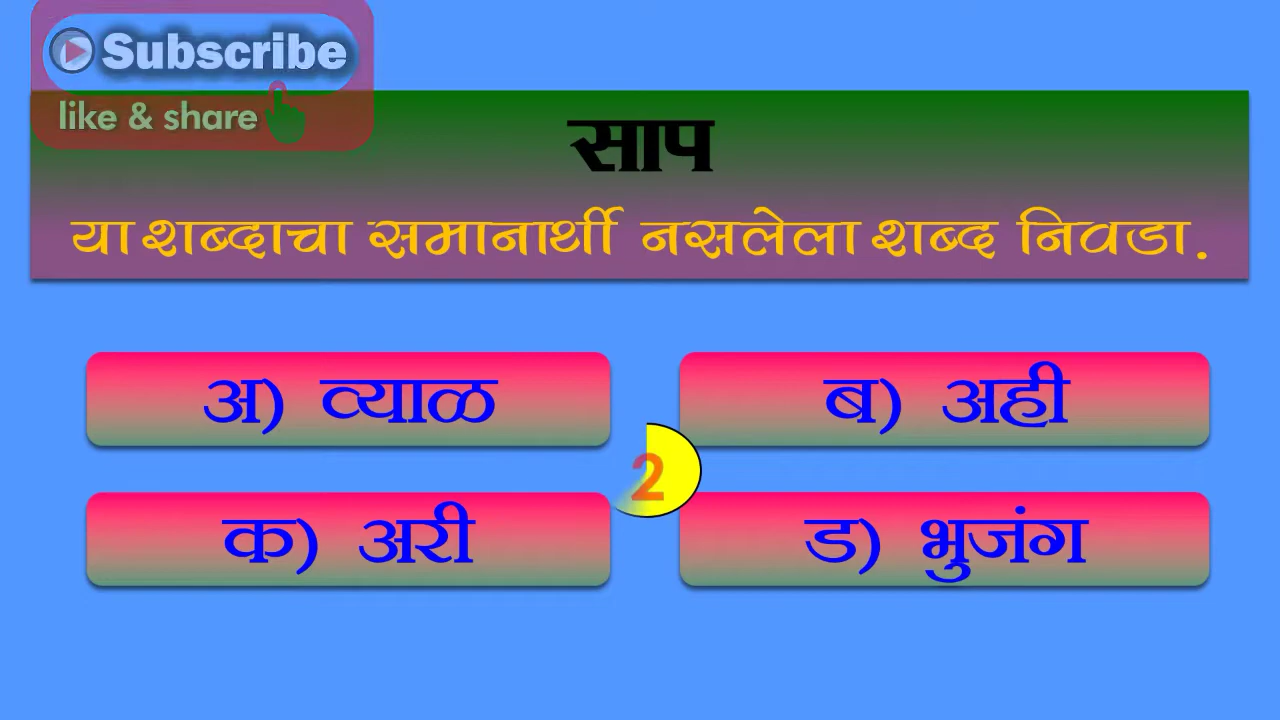 Subscribe
like & share
साप
या शब्दाचा समानार्थी नसलेला शब्द निवडा.
अ) व्याळ
ब) अही
2
क) अरी
ड) भुजंग